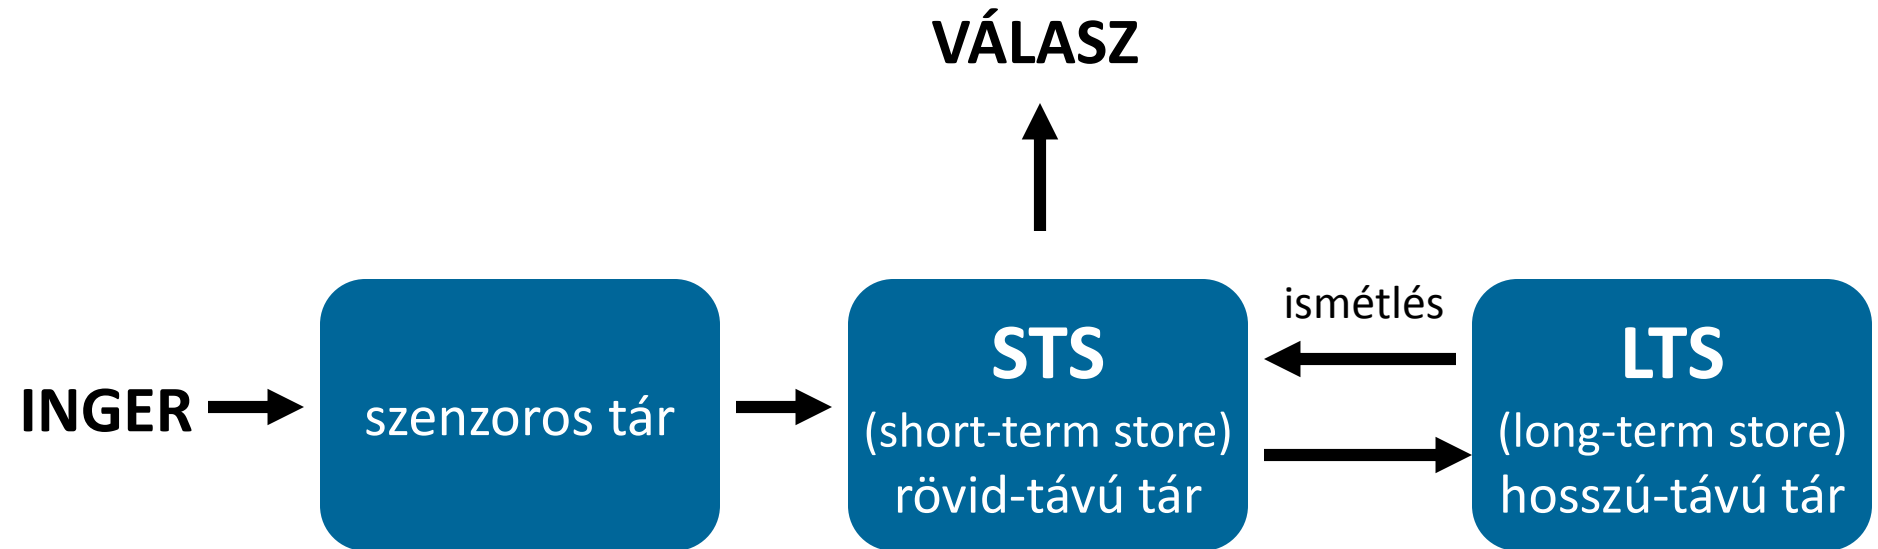 VÁLASZ
INGER
szenzoros tár
STS
(short-term store)
rövid-távú tár
ismétlés
LTS
(long-term store)
hosszú-távú tár